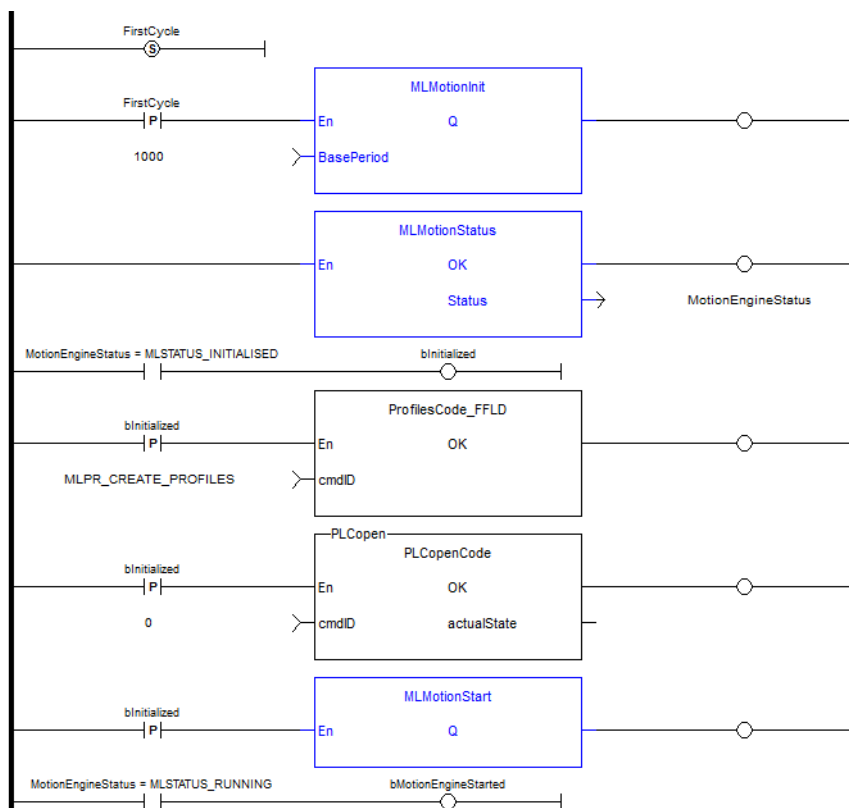 FirstCycle
S
FirstCycle
P
MLMotionInit
En Q
1000
BasePeriod
MLMotionStatus
En OK
Status
MotionEngineStatus
MotionEngineStatus = MLSTATUS_INITIALISED
bInitialized
ProfilesCode_FFLD
bInitialized
P
En OK
MLPR_CREATE_PROFILES
cmdID
PLCopen
PLCopenCode
bInitialized
P
En OK
0
cmdID actualState
MLMotionStart
bInitialized
P
En Q
MotionEngineStatus = MLSTATUS_RUNNING
bMotionEngineStarted